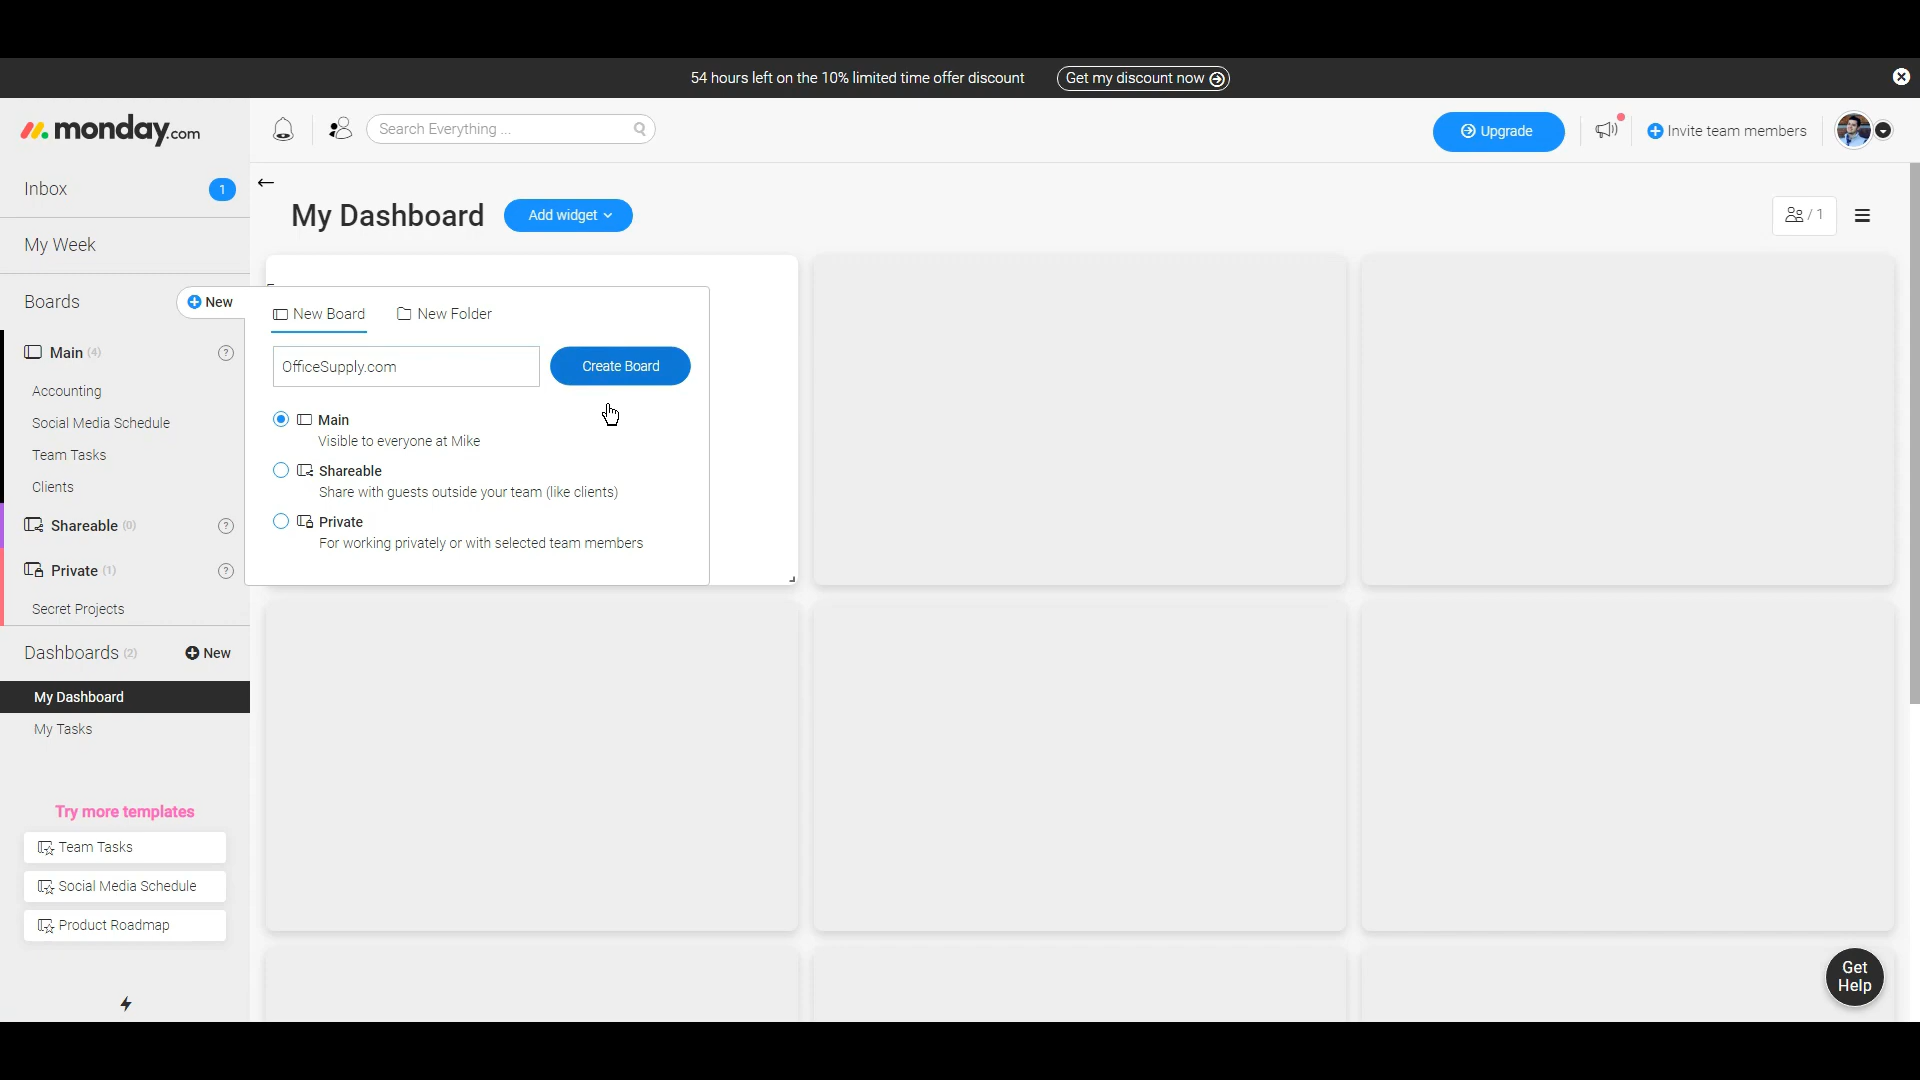 54 hours left on the 10% limited time offer discount
Get my discount now
monday.com
Search Everything ...
Upgrade
Invite team members
Inbox
1
My Dashboard
Add widget
/ 1
My Week
Boards
New
New Board
New Folder
Main (4)
?
OfficeSupply.com
Create Board
Accounting
Social Media Schedule
Team Tasks
Clients
Main
Visible to everyone at Mike
Shareable
Share with guests outside your team (like clients)
Private
For working privately or with selected team members
Shareable (0)
?
Private (1)
?
Secret Projects
Dashboards (2)
New
My Dashboard
My Tasks
Try more templates
Team Tasks
Social Media Schedule
Product Roadmap
Get
Help